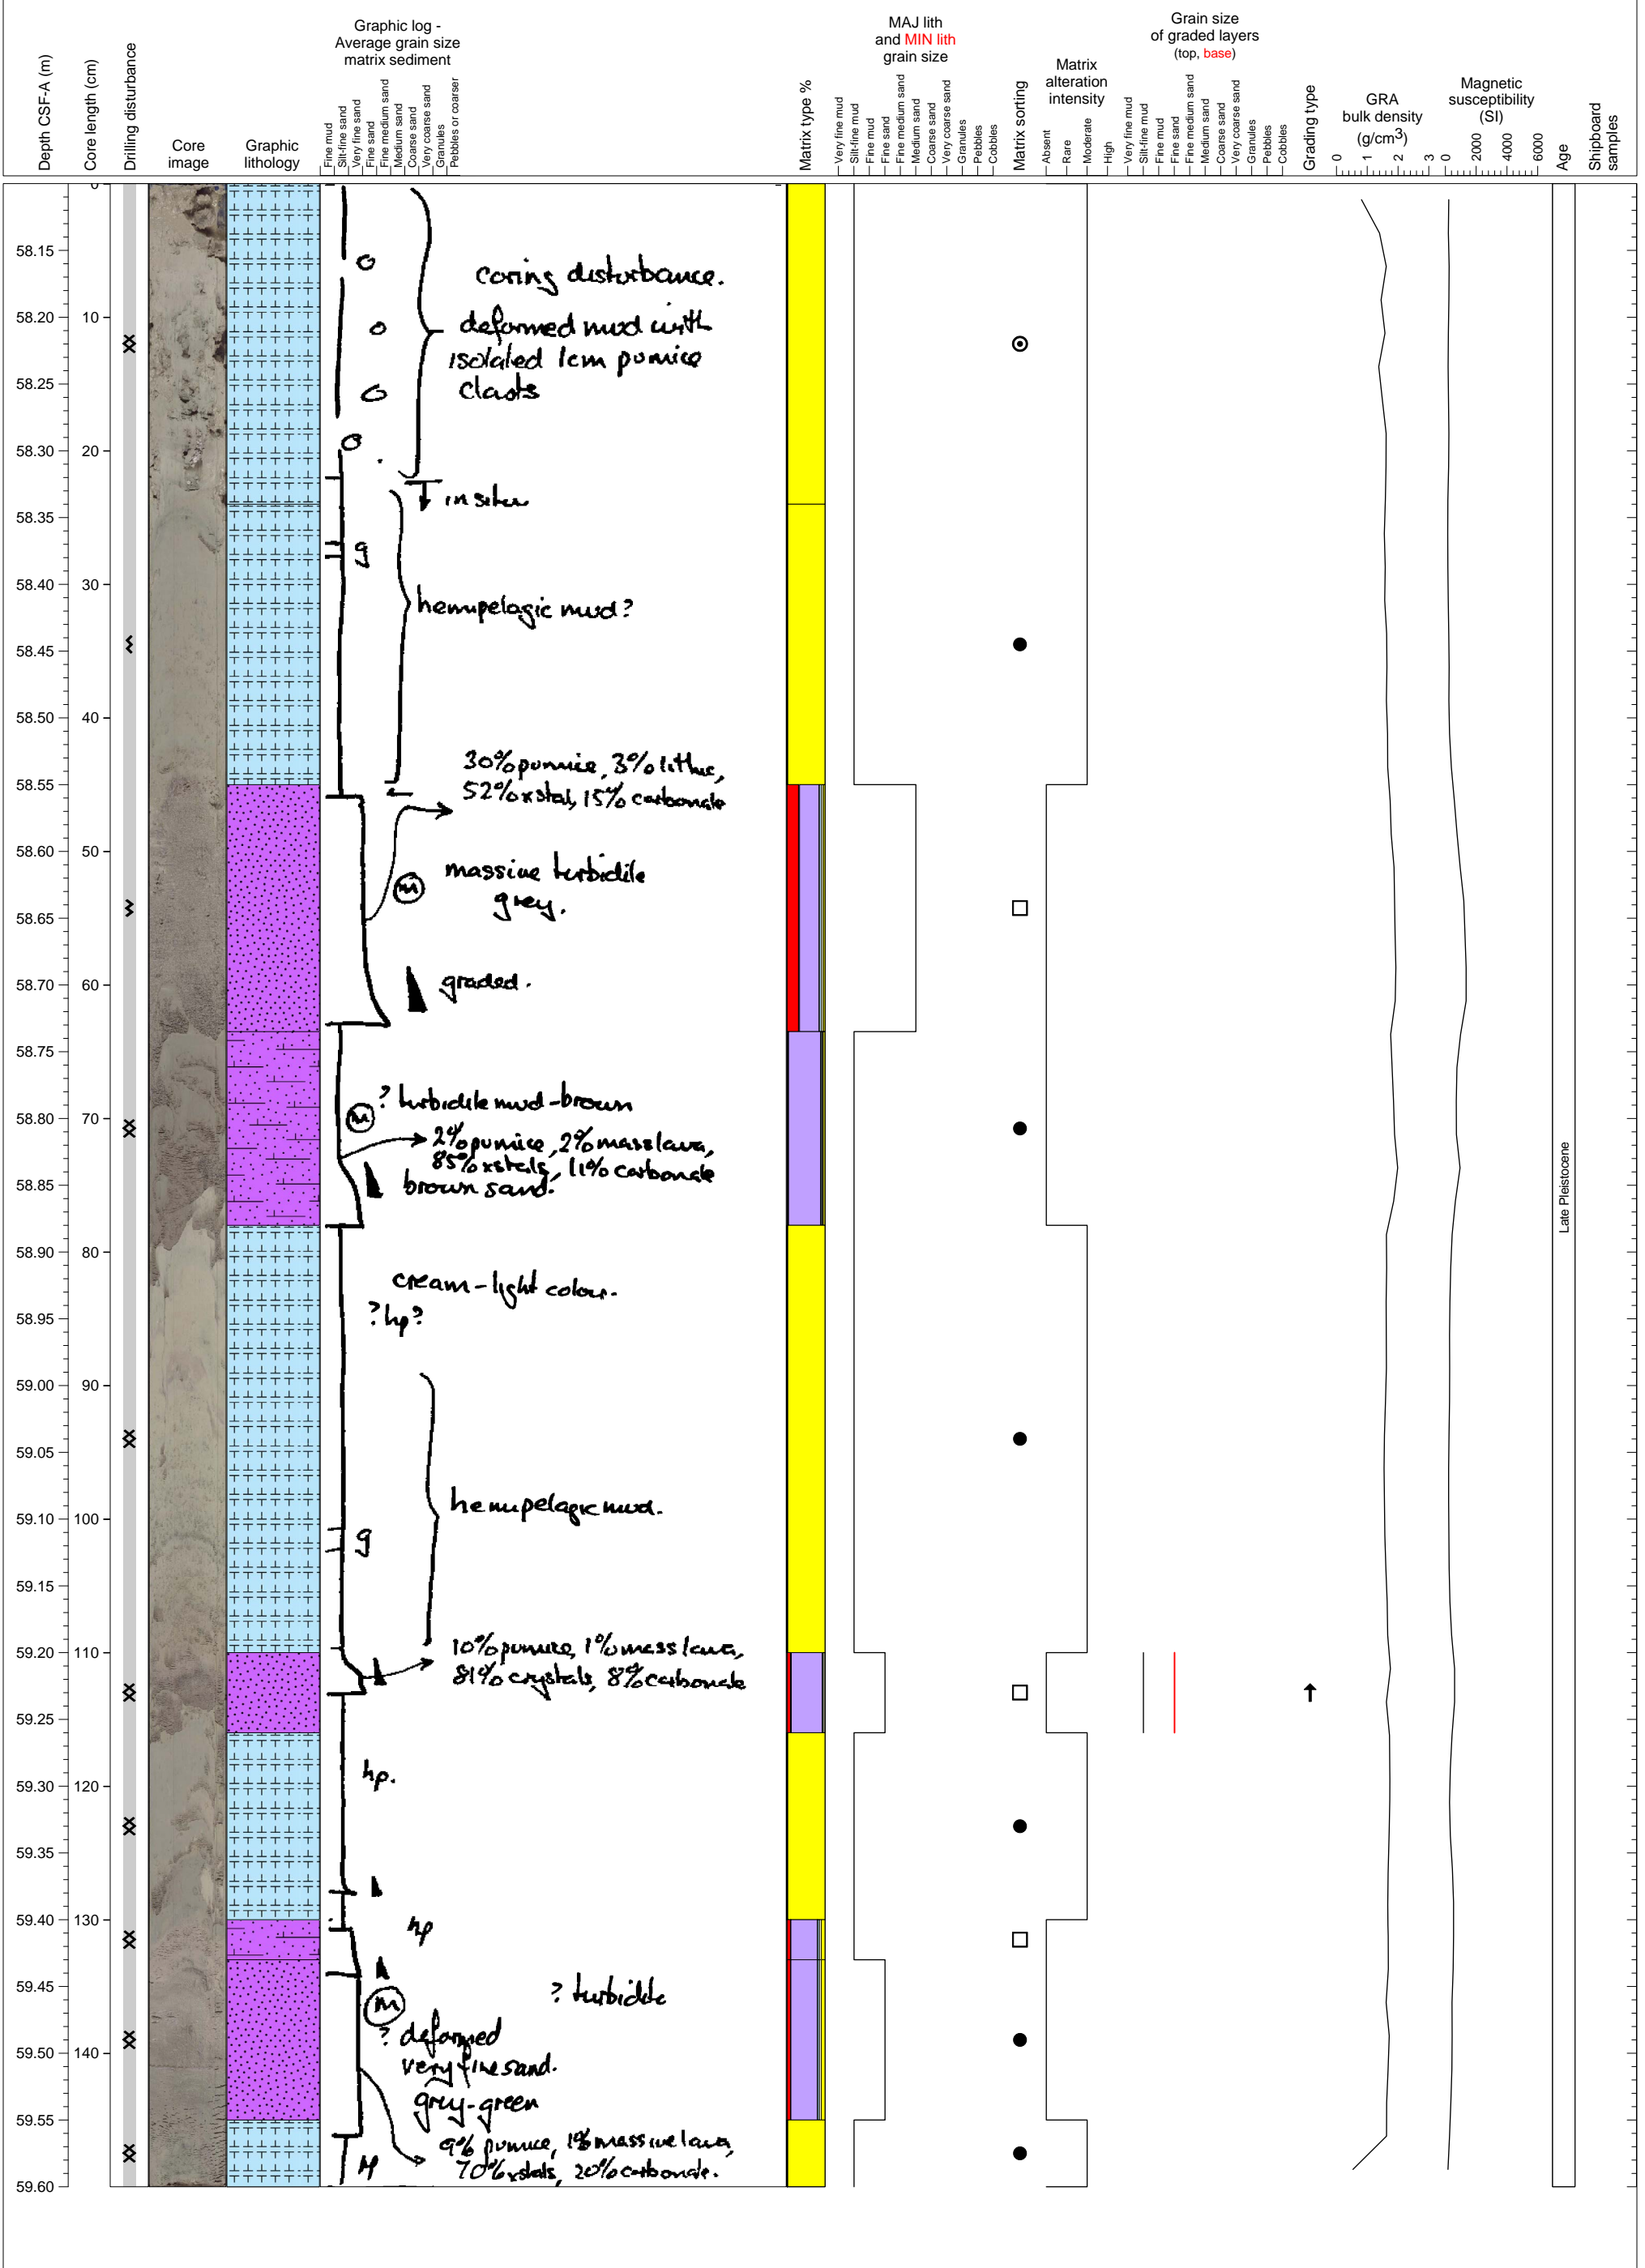 Depth CSF-A (m)
Core length (cm)
Drilling disturbance
Core
image
Graphic
lithology
Graphic log -
Average grain size
matrix sediment
Fine mud
Slit-fine sand
Very fine sand
Fine sand
Fine medium sand
Medium sand
Coarse sand
Very coarse sand
Granules
Pebbles or coarser
Matrix type %
MAJ lith
and MIN lith
grain size
Very fine mud
Silt-fine mud
Fine mud
Fine sand
Fine medium sand
Medium sand
Coarse sand
Very coarse sand
Granules
Pebbles
Cobbles
Matrix sorting
Matrix
alteration
intensity
Absent
Rare
Moderate
High
Grain size
of graded layers
(top, base)
Very fine mud
Silt-fine mud
Fine mud
Fine sand
Fine medium sand
Medium sand
Coarse sand
Very coarse sand
Granules
Pebbles
Cobbles
Grading type
GRA
bulk density
(g/cm3)
0 1 2 3
Magnetic
susceptibility
(SI)
0 2000 4000 6000
Age
Shipboard
samples
0
58.15
58.20 10
58.25
58.30 20
58.35
58.40 30
58.45
58.50 40
58.55
58.60 50
58.65
58.70 60
58.75
58.80 70
58.85
58.90 80
58.95
59.00 90
59.05
59.10 100
59.15
59.20 110
59.25
59.30 120
59.35
59.40 130
59.45
59.50 140
59.55
59.60
coring disturbance.
deformed mud with
isolated 1cm pumice
clasts
in situ
g
hemipelagic mud?
30% pumice, 3% lithic,
52% xstal, 15% carbonate
massive turbidite
grey.
m
graded.
? turbidite mud-brown
m
2% pumice, 2% mass lava,
85% xstals, 11% carbonate
brown sand.
cream-light colour.
?hp?
hemipelagic mud.
g
10% pumice, 1% mass lava,
81% crystals, 8% carbonate
hp.
hp
? turbidite
m
? deformed
very fine sand.
grey-green
9% pumice, 1% massive lava,
70% xstals, 20% carbonate.
Late Pleistocene